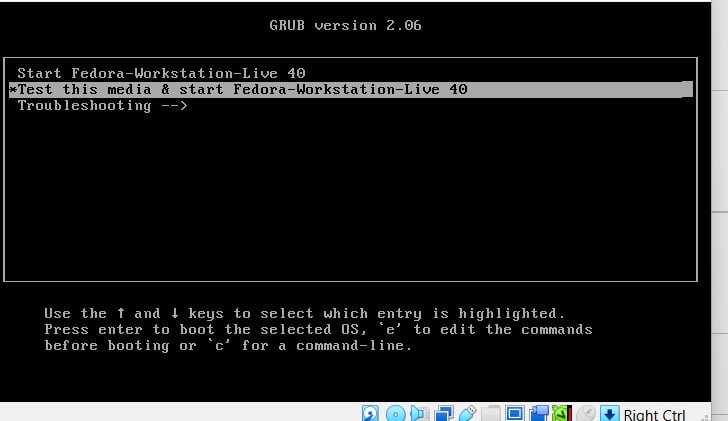 GRUB version 2.06
Start Fedora-Workstation-Live 40
*Test this media & start Fedora-Workstation-Live 40
Troubleshooting -->
Use the ↑ and ↓ keys to select which entry is highlighted.
Press enter to boot the selected OS, `e' to edit the commands
before booting or `c' for a command-line.
Right Ctrl